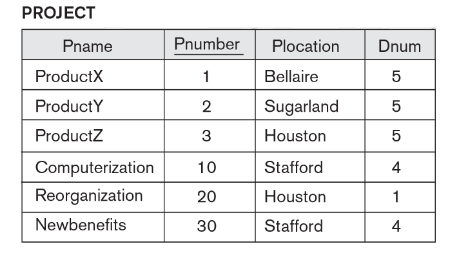 PROJECT
Pname Pnumber Plocation Dnum
ProductX 1 Bellaire 5
ProductY 2 Sugarland 5
ProductZ 3 Houston 5
Computerization 10 Stafford 4
Reorganization 20 Houston 1
Newbenefits 30 Stafford 4